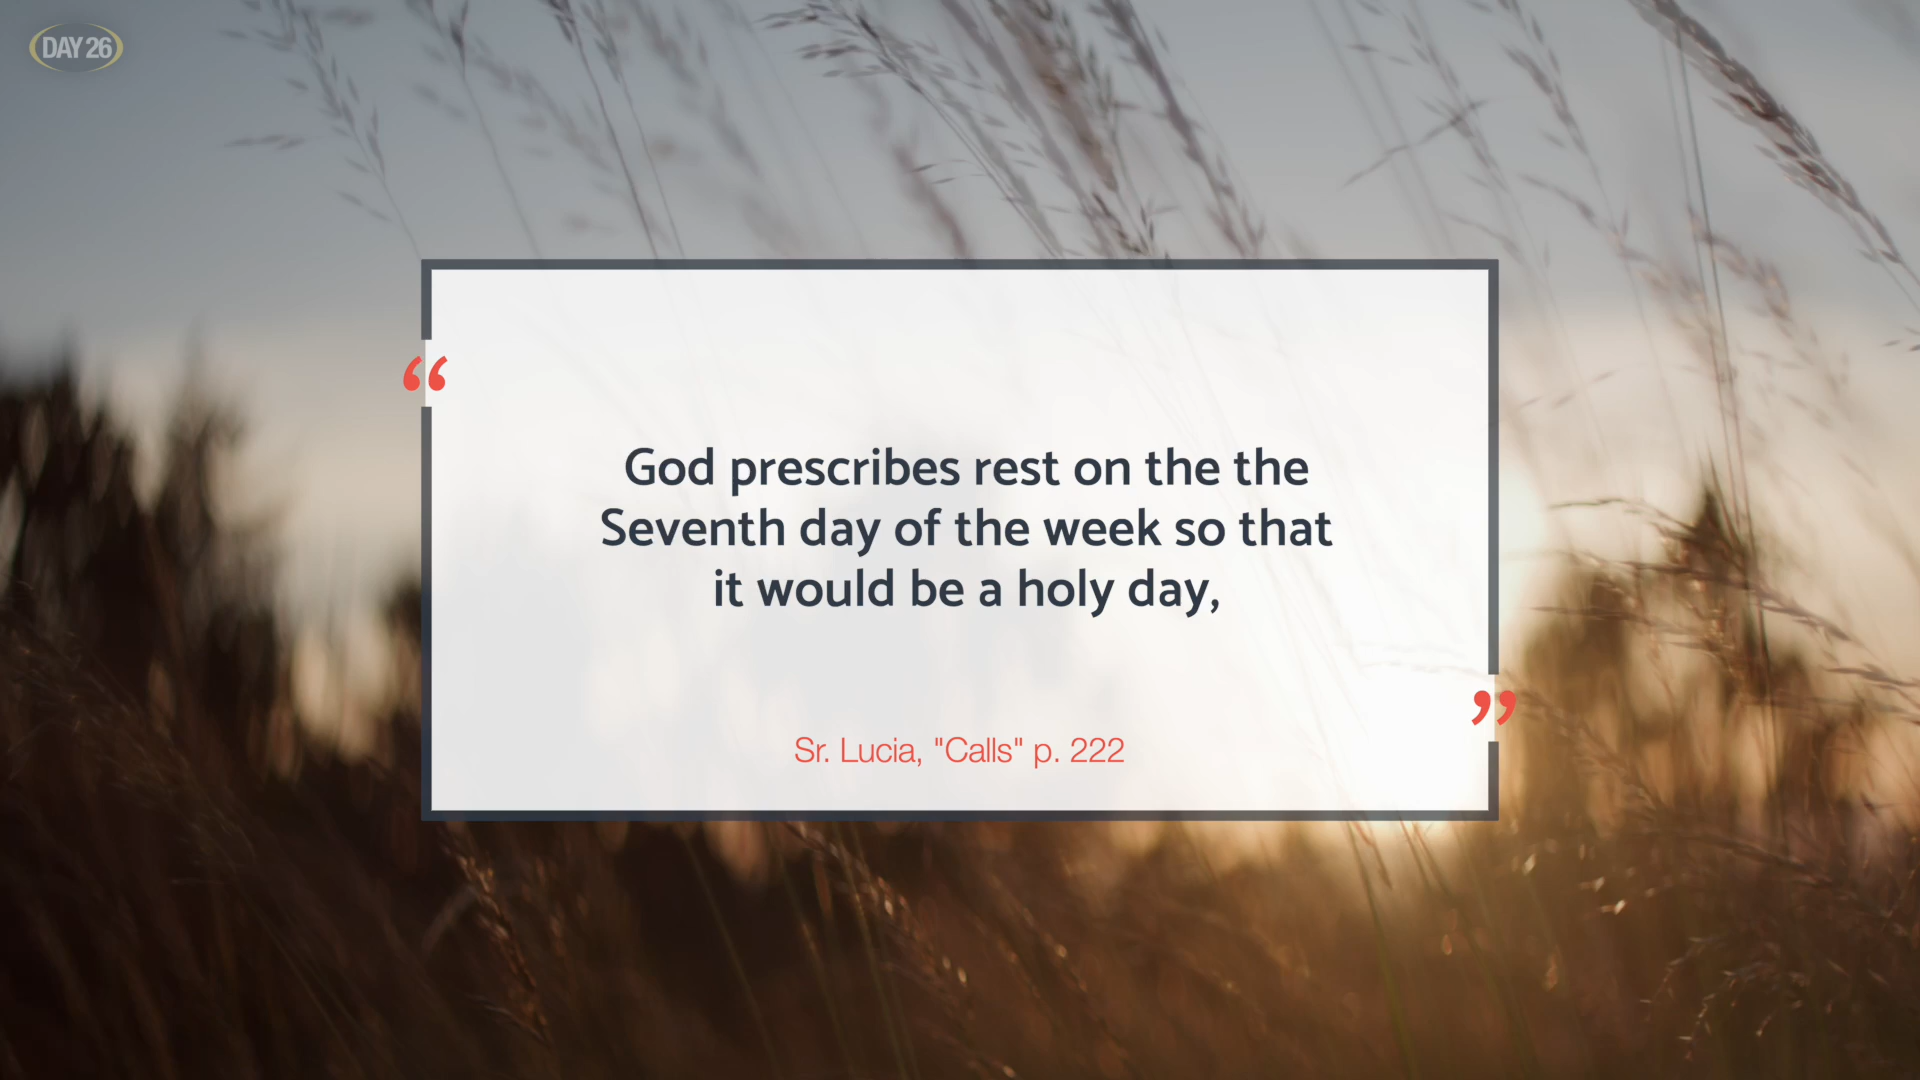 DAY 26
“
God prescribes rest on the the
Seventh day of the week so that
it would be a holy day,
”
Sr. Lucia, "Calls" p. 222